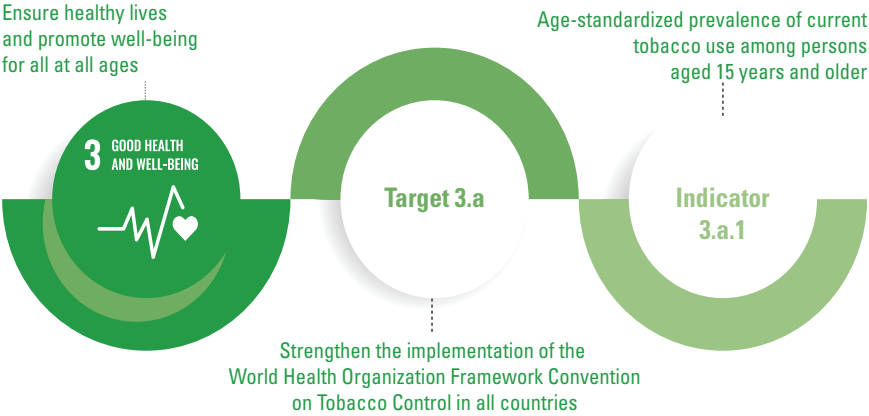 Ensure healthy lives
and promote well-being
for all at all ages
3 GOOD HEALTH
AND WELL-BEING
Target 3.a
Strengthen the implementation of the
World Health Organization Framework Convention
on Tobacco Control in all countries
Age-standardized prevalence of current
tobacco use among persons
aged 15 years and older
Indicator
3.a.1